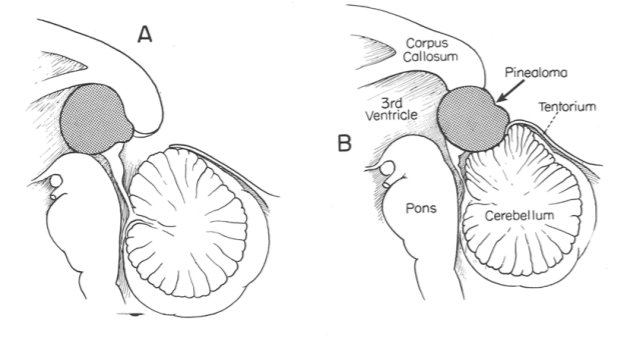 A
Corpus
Callosum
Pinealoma
3rd
Ventricle
Tentorium
B
Pons
Cerebellum